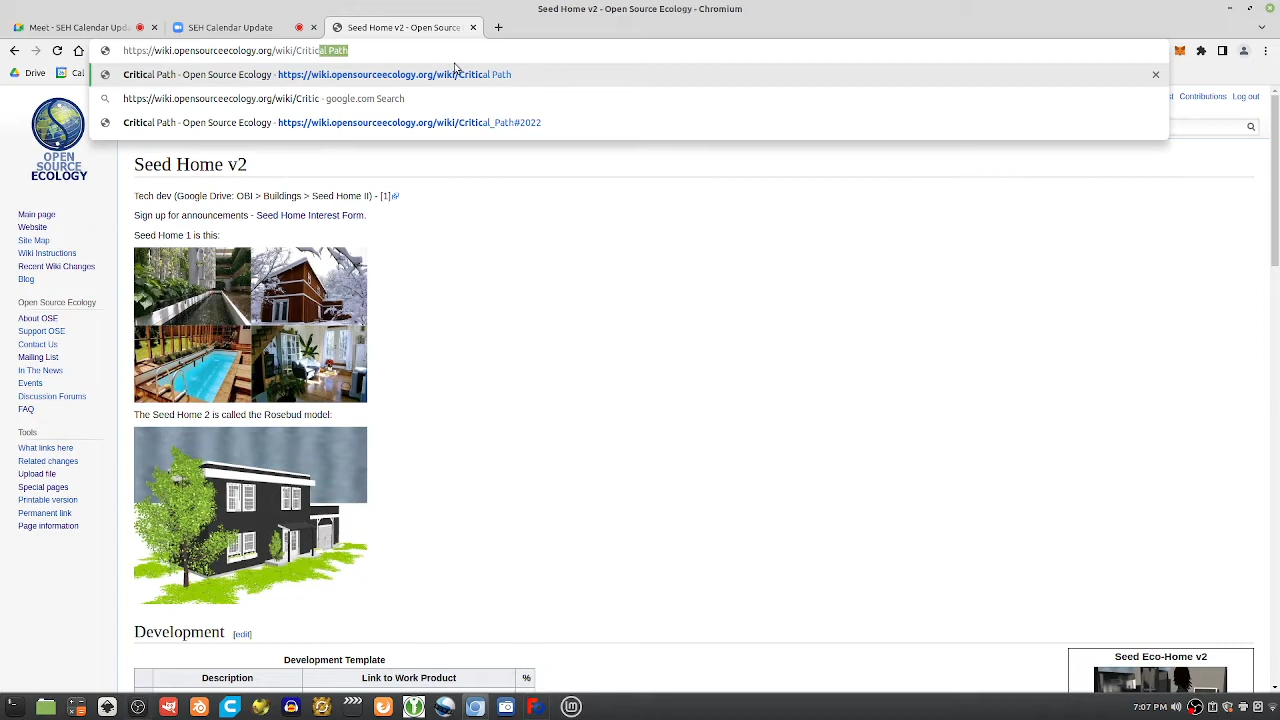 Seed Home v2 - Open Source Ecology - Chromium
Meet - SEH Calendar Upda
SEH Calendar Update
Seed Home v2 - Open Source
https://wiki.opensourceecology.org/wiki/Critical Path
Critical Path - Open Source Ecology - https://wiki.opensourceecology.org/wiki/Critical Path
Drive
Cal
https://wiki.opensourceecology.org/wiki/Critic - google.com Search
Contributions
Log out
Critical Path - Open Source Ecology - https://wiki.opensourceecology.org/wiki/Critical_Path#2022
OPEN
SOURCE
ECOLOGY
Seed Home v2
Tech dev (Google Drive: OBI > Buildings > Seed Home II) - [1]
Sign up for announcements - Seed Home Interest Form.
Seed Home 1 is this:
The Seed Home 2 is called the Rosebud model:
Main page
Website
Site Map
Wiki Instructions
Recent Wiki Changes
Blog
Open Source Ecology
About OSE
Support OSE
Contact Us
Mailing List
In The News
Events
Discussion Forums
FAQ
Tools
What links here
Related changes
Upload file
Special pages
Printable version
Permanent link
Page information
Development [edit]
Development Template
Description
Link to Work Product
%
Seed Eco-Home v2
7:07 PM